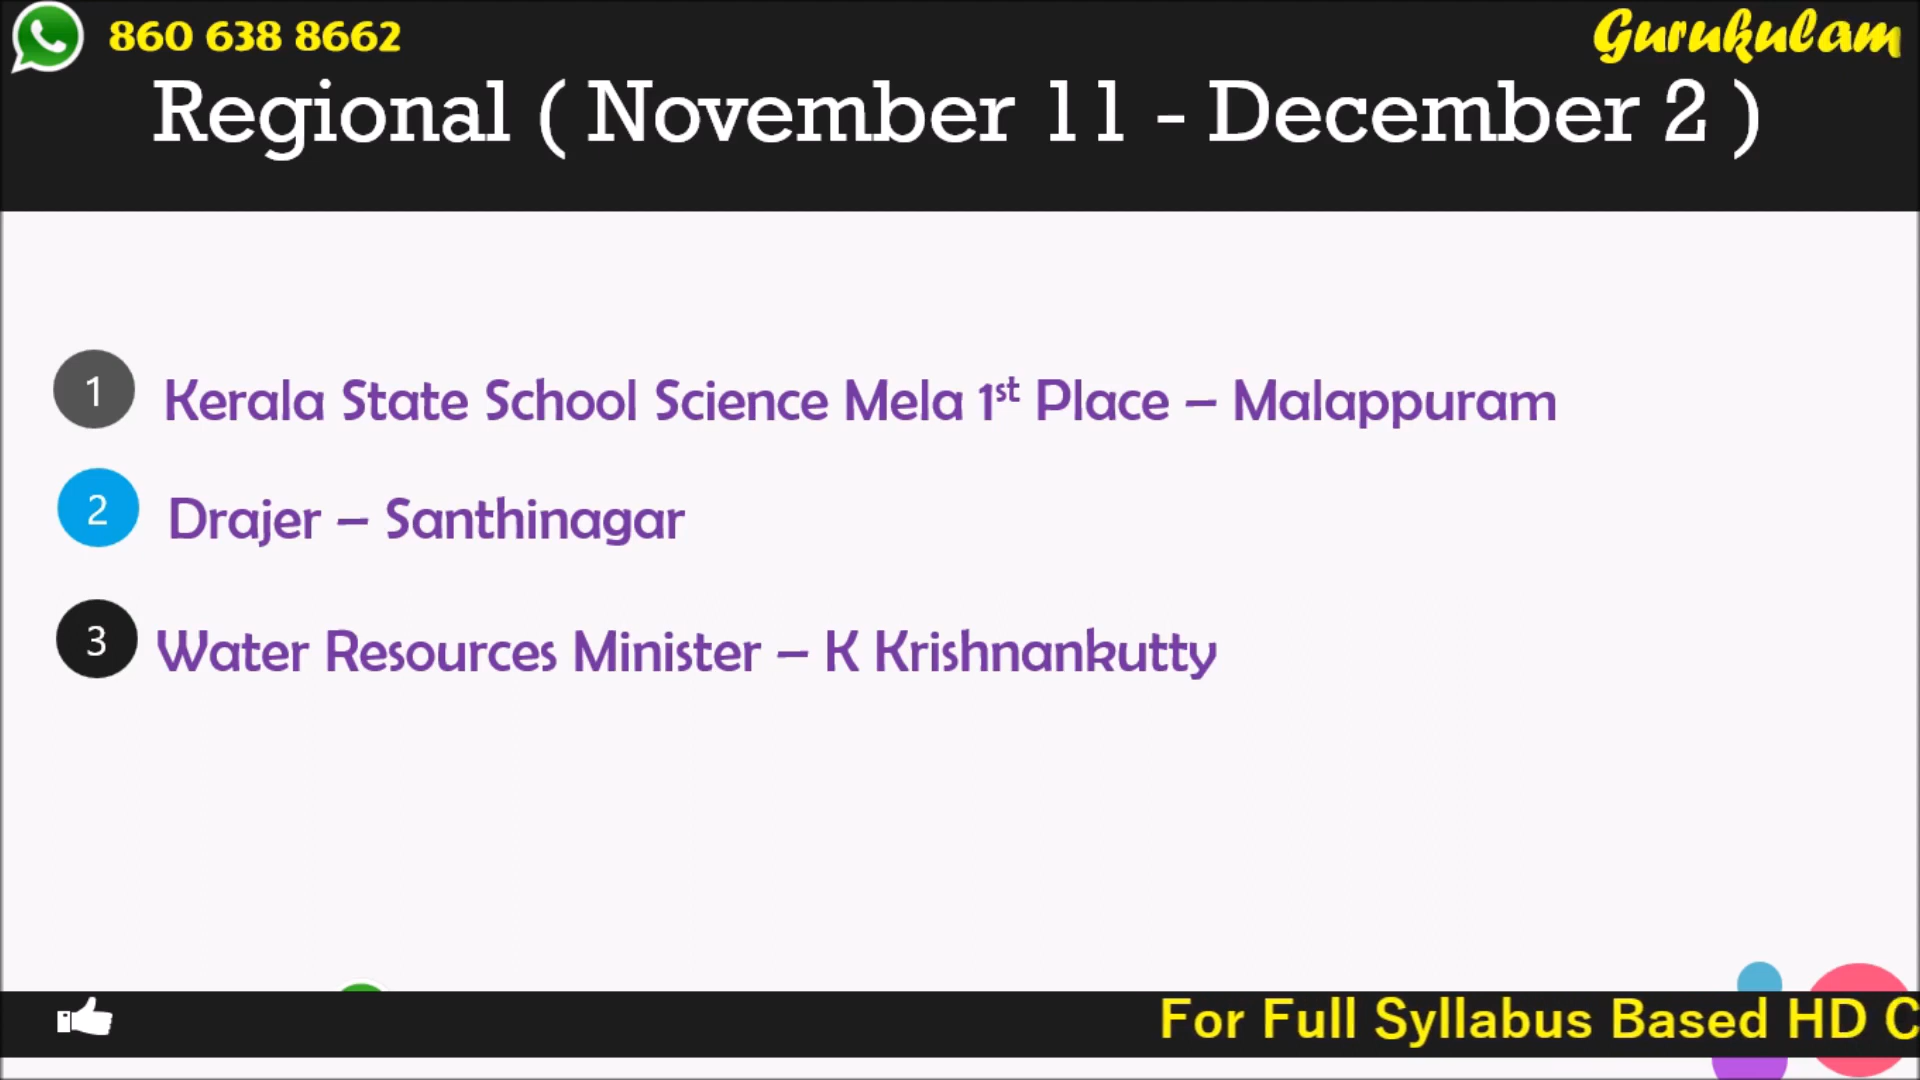 860 638 8662
Gurukulam
Regional ( November 11 - December 2 )
1 Kerala State School Science Mela 1st Place – Malappuram
2 Drajer – Santhinagar
3 Water Resources Minister – K Krishnankutty
For Full Syllabus Based HD C